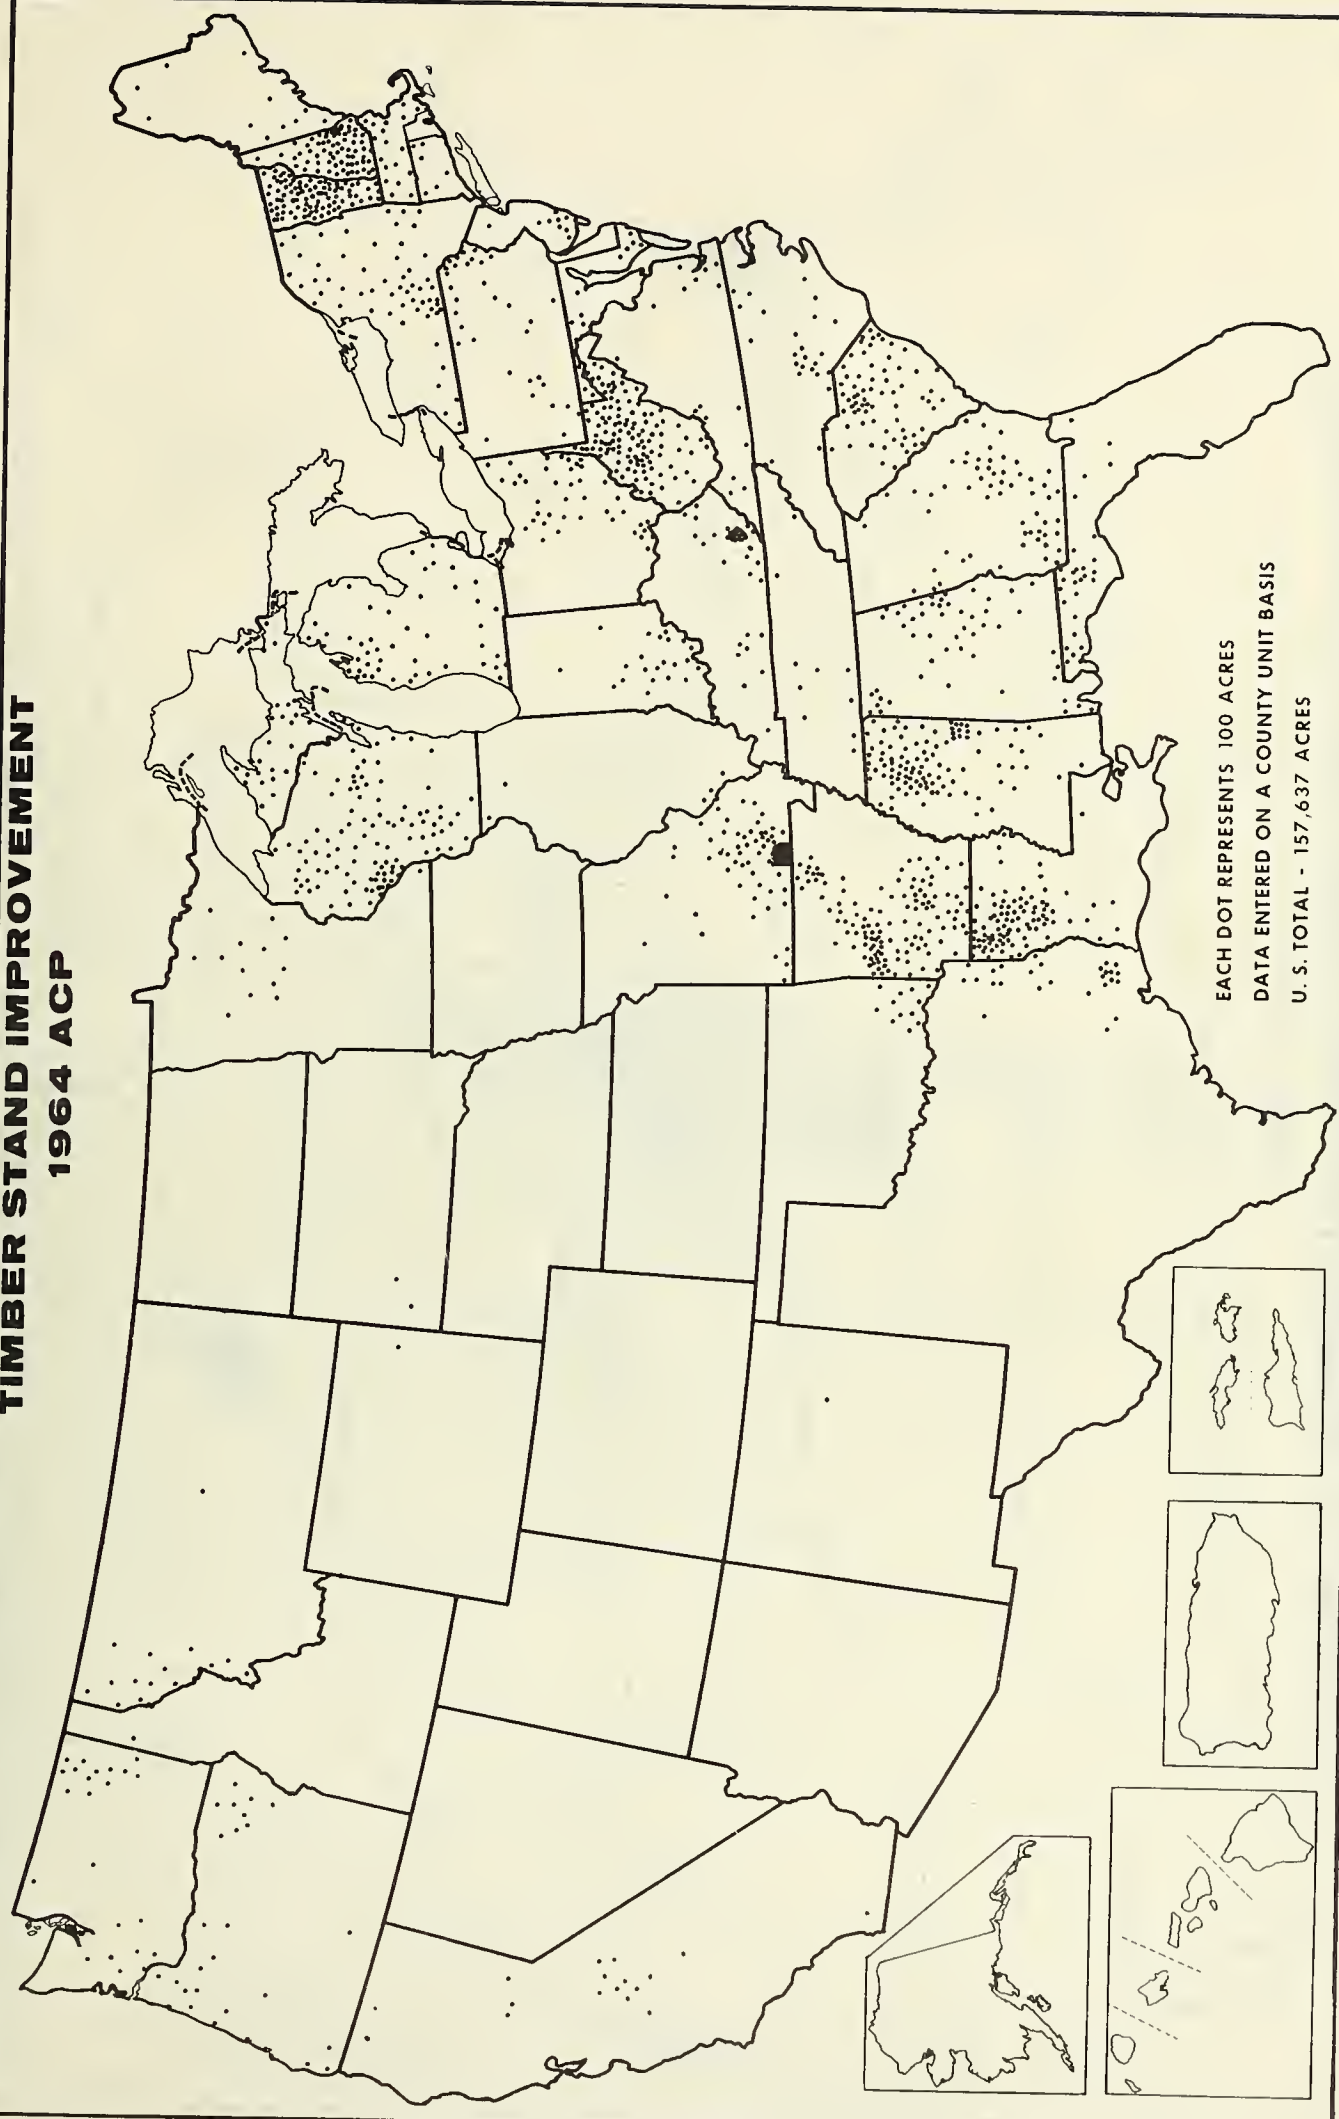 TIMBER STAND IMPROVEMENT
1964 ACP
EACH DOT REPRESENTS 100 ACRES
DATA ENTERED ON A COUNTY UNIT BASIS
U. S. TOTAL - 157,637 ACRES